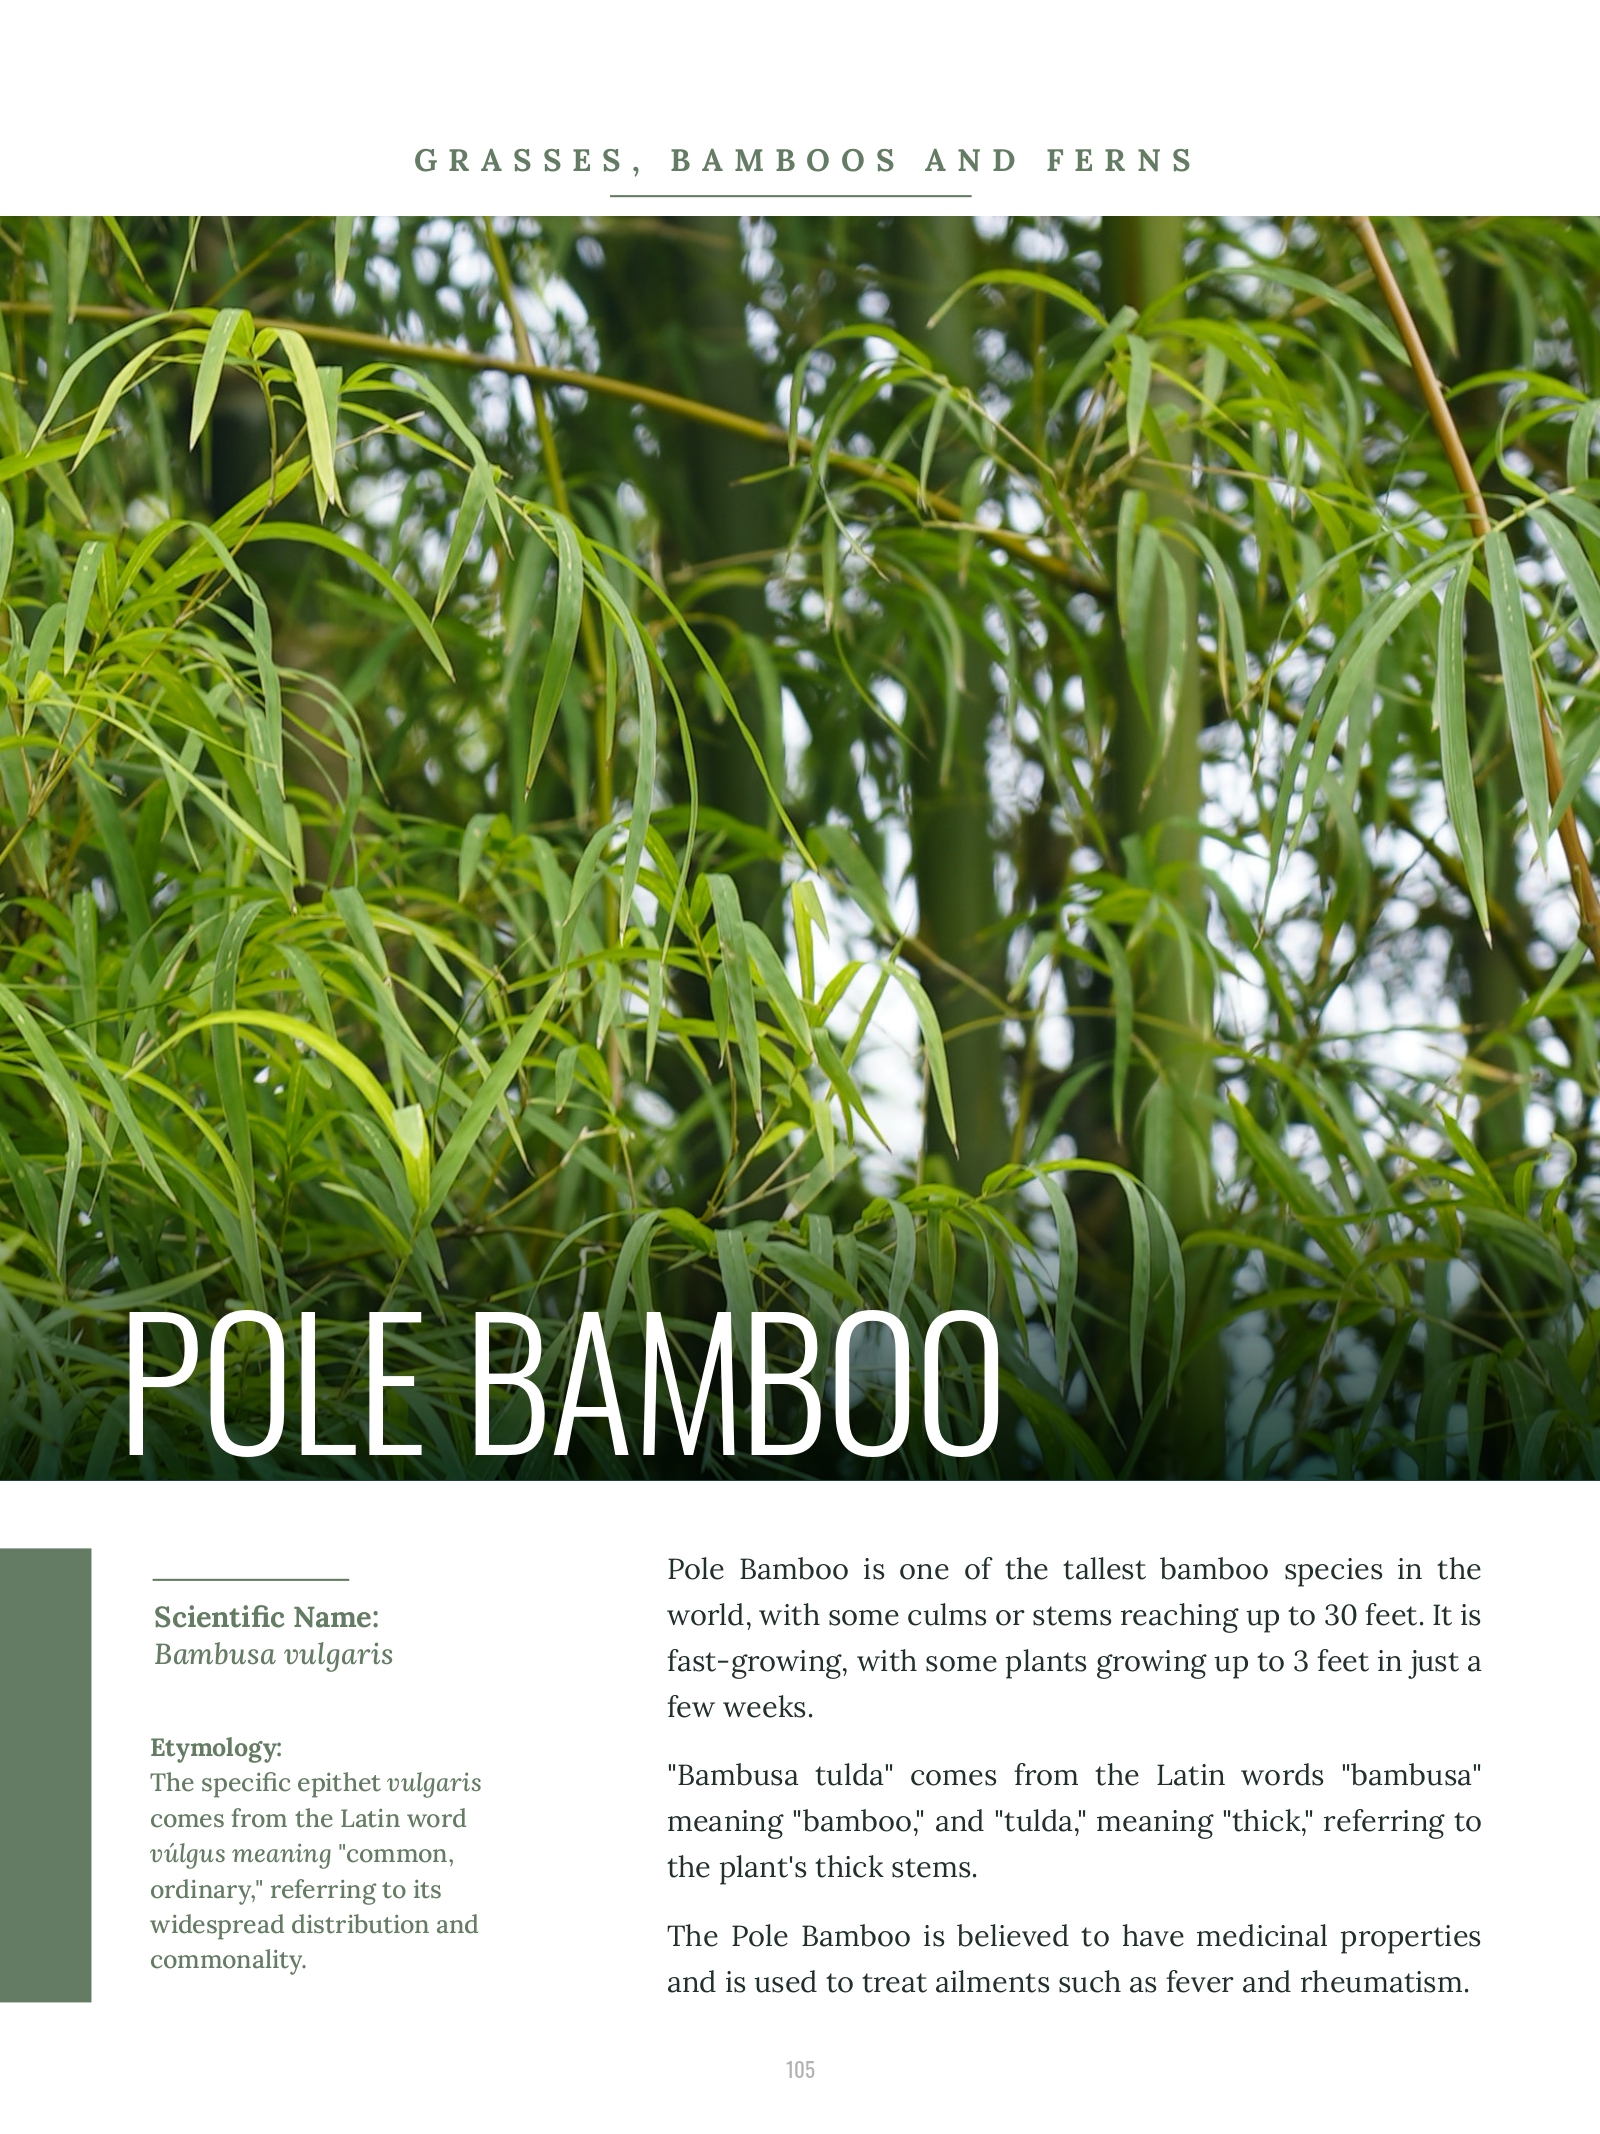 GRASSES, BAMBOOS AND FERNS
POLE BAMBOO
Scientific Name:
Bambusa vulgaris
Etymology:
The specific epithet vulgaris
comes from the Latin word
vúlgus meaning "common,
ordinary," referring to its
widespread distribution and
commonality.
Pole Bamboo is one of the tallest bamboo species in the
world, with some culms or stems reaching up to 30 feet. It is
fast-growing, with some plants growing up to 3 feet in just a
few weeks.
"Bambusa tulda" comes from the Latin words "bambusa"
meaning "bamboo," and "tulda," meaning "thick," referring to
the plant's thick stems.
The Pole Bamboo is believed to have medicinal properties
and is used to treat ailments such as fever and rheumatism.
105